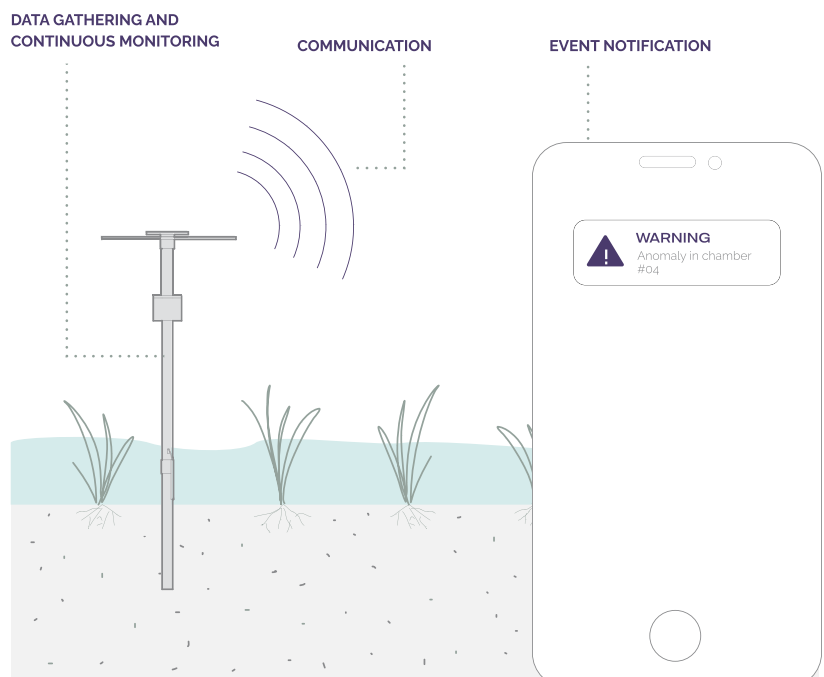 DATA GATHERING AND
CONTINUOUS MONITORING
COMMUNICATION
EVENT NOTIFICATION
WARNING
Anomaly in chamber
#04